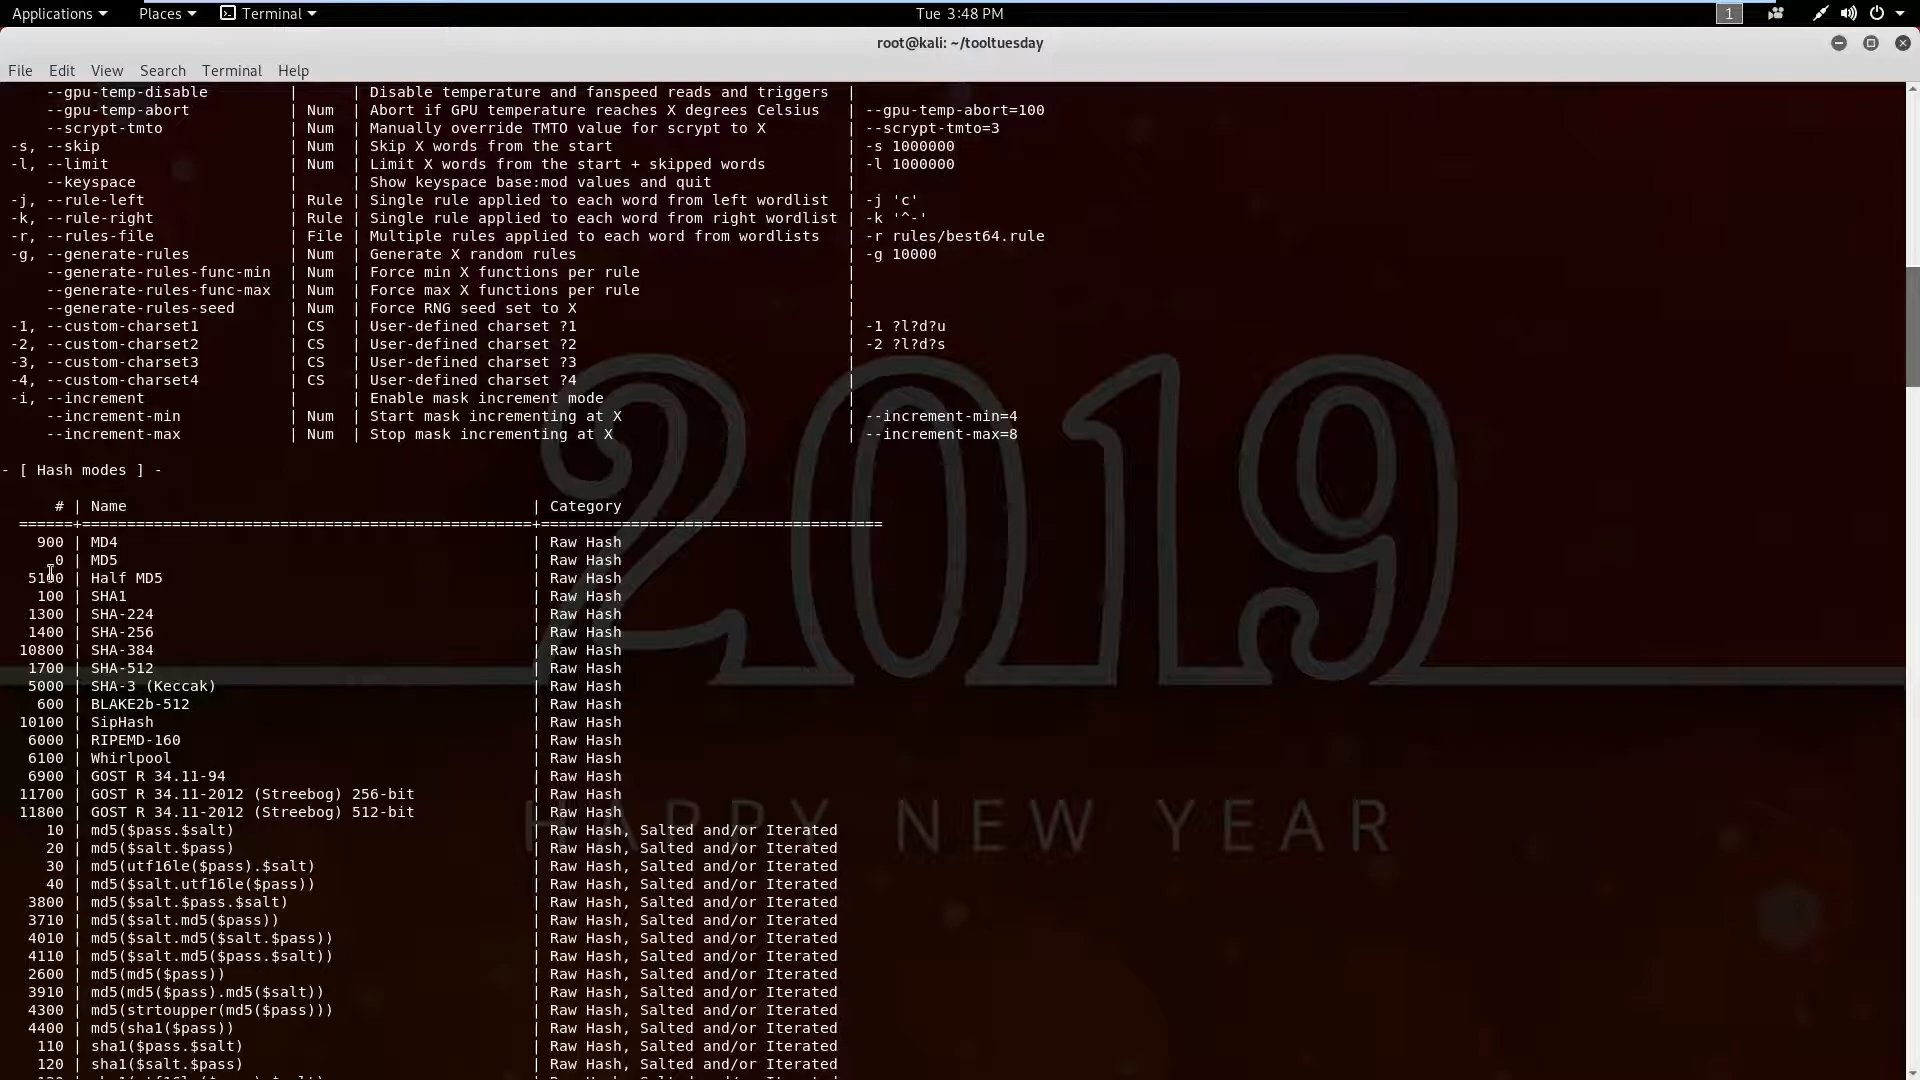 Applications Places Terminal Tue 3:48 PM 1
root@kali: ~/tooltuesday
File Edit View Search Terminal Help
--gpu-temp-disable | | Disable temperature and fanspeed reads and triggers |
--gpu-temp-abort | Num | Abort if GPU temperature reaches X degrees Celsius | --gpu-temp-abort=100
--scrypt-tmto | Num | Manually override TMTO value for scrypt to X | --scrypt-tmto=3
-s, --skip | Num | Skip X words from the start | -s 1000000
-l, --limit | Num | Limit X words from the start + skipped words | -l 1000000
--keyspace | | Show keyspace base:mod values and quit |
-j, --rule-left | Rule | Single rule applied to each word from left wordlist | -j 'c'
-k, --rule-right | Rule | Single rule applied to each word from right wordlist | -k '^-'
-r, --rules-file | File | Multiple rules applied to each word from wordlists | -r rules/best64.rule
-g, --generate-rules | Num | Generate X random rules | -g 10000
--generate-rules-func-min | Num | Force min X functions per rule |
--generate-rules-func-max | Num | Force max X functions per rule |
--generate-rules-seed | Num | Force RNG seed set to X |
-1, --custom-charset1 | CS | User-defined charset ?1 | -1 ?l?d?u
-2, --custom-charset2 | CS | User-defined charset ?2 | -2 ?l?d?s
-3, --custom-charset3 | CS | User-defined charset ?3 |
-4, --custom-charset4 | CS | User-defined charset ?4 |
-i, --increment | | Enable mask increment mode |
--increment-min | Num | Start mask incrementing at X | --increment-min=4
--increment-max | Num | Stop mask incrementing at X | --increment-max=8
- [ Hash modes ] -
# | Name | Category
======+==================================================+======================================
900 | MD4 | Raw Hash
0 | MD5 | Raw Hash
5100 | Half MD5 | Raw Hash
100 | SHA1 | Raw Hash
1300 | SHA-224 | Raw Hash
1400 | SHA-256 | Raw Hash
10800 | SHA-384 | Raw Hash
1700 | SHA-512 | Raw Hash
5000 | SHA-3 (Keccak) | Raw Hash
600 | BLAKE2b-512 | Raw Hash
10100 | SipHash | Raw Hash
6000 | RIPEMD-160 | Raw Hash
6100 | Whirlpool | Raw Hash
6900 | GOST R 34.11-94 | Raw Hash
11700 | GOST R 34.11-2012 (Streebog) 256-bit | Raw Hash
11800 | GOST R 34.11-2012 (Streebog) 512-bit | Raw Hash
10 | md5($pass.$salt) | Raw Hash, Salted and/or Iterated
20 | md5($salt.$pass) | Raw Hash, Salted and/or Iterated
30 | md5(utf16le($pass).$salt) | Raw Hash, Salted and/or Iterated
40 | md5($salt.utf16le($pass)) | Raw Hash, Salted and/or Iterated
3800 | md5($salt.$pass.$salt) | Raw Hash, Salted and/or Iterated
3710 | md5($salt.md5($pass)) | Raw Hash, Salted and/or Iterated
4010 | md5($salt.md5($salt.$pass)) | Raw Hash, Salted and/or Iterated
4110 | md5($salt.md5($pass.$salt)) | Raw Hash, Salted and/or Iterated
2600 | md5(md5($pass)) | Raw Hash, Salted and/or Iterated
3910 | md5(md5($pass).md5($salt)) | Raw Hash, Salted and/or Iterated
4300 | md5(strtoupper(md5($pass))) | Raw Hash, Salted and/or Iterated
4400 | md5(sha1($pass)) | Raw Hash, Salted and/or Iterated
110 | sha1($pass.$salt) | Raw Hash, Salted and/or Iterated
120 | sha1($salt.$pass) | Raw Hash, Salted and/or Iterated
2019
HAPPY NEW YEAR